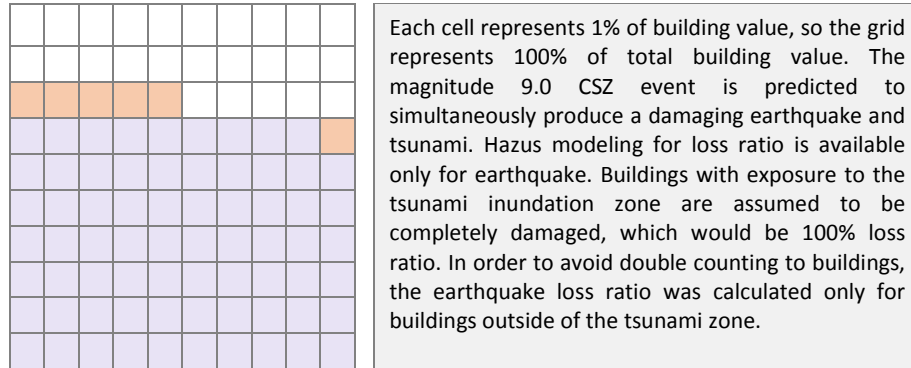 Each cell represents 1% of building value, so the grid
represents 100% of total building value. The
magnitude 9.0 CSZ event is predicted to
simultaneously produce a damaging earthquake and
tsunami. Hazus modeling for loss ratio is available
only for earthquake. Buildings with exposure to the
tsunami inundation zone are assumed to be
completely damaged, which would be 100% loss
ratio. In order to avoid double counting to buildings,
the earthquake loss ratio was calculated only for
buildings outside of the tsunami zone.